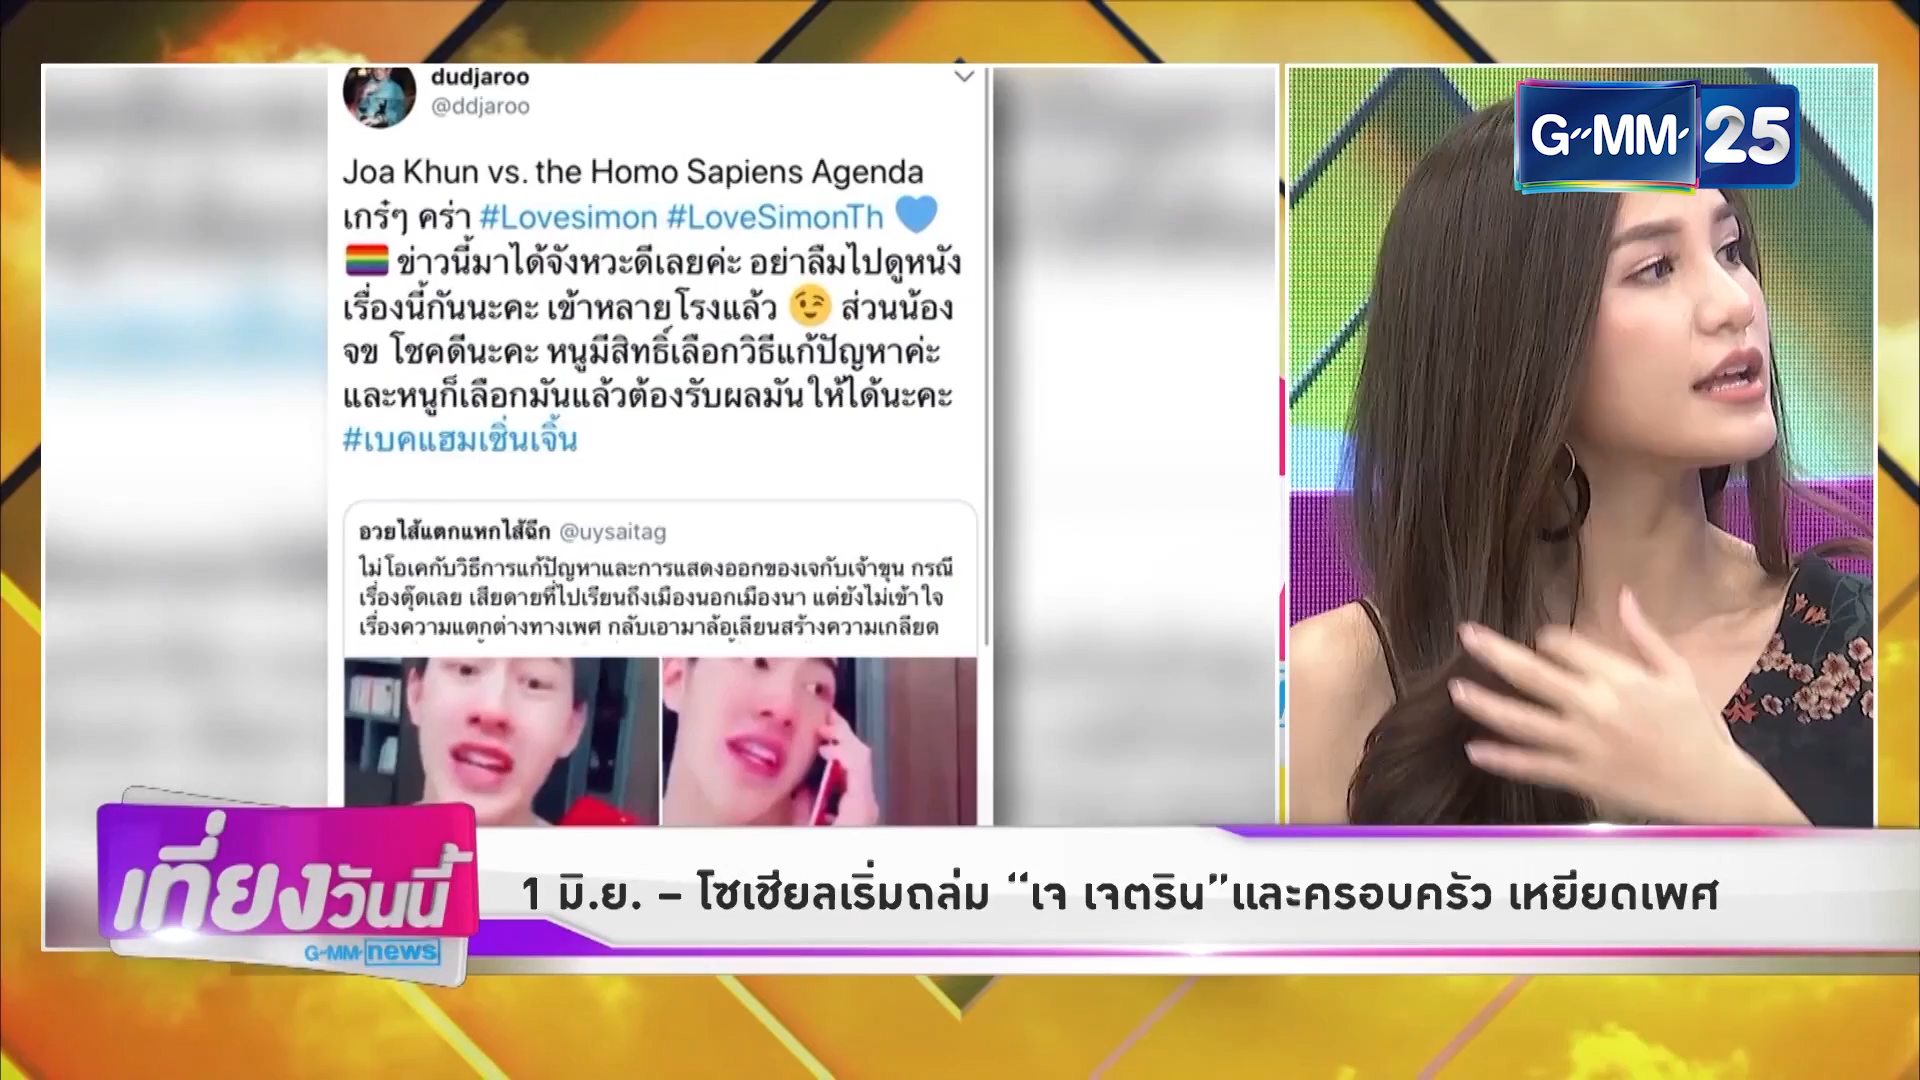 dudjaroo
@ddjaroo
Joa Khun vs. the Homo Sapiens Agenda
เกร๋ๆ คร่า #Lovesimon #LoveSimonTh 💙
🏳️‍🌈 ข่าวนี้มาได้จังหวะดีเลยค่ะ อย่าลืมไปดูหนัง
เรื่องนี้กันนะคะ เข้าหลายโรงแล้ว 😉 ส่วนน้อง
จข โชคดีนะคะ หนูมีสิทธิ์เลือกวิธีแก้ปัญหาค่ะ
และหนูก็เลือกมันแล้วต้องรับผลมันให้ได้นะคะ
#เบคแฮมเซิ่นเจิ้น
อวยไส้แตกแหกไส้ฉีก @uysaitag
ไม่โอเคกับวิธีการแก้ปัญหาและการแสดงออกของเจกับเจ้าขุน กรณี
เรื่องตุ๊ดเลย เสียดายที่ไปเรียนถึงเมืองนอกเมืองนา แต่ยังไม่เข้าใจ
เรื่องความแตกต่างทางเพศ กลับเอามาล้อเลียนสร้างความเกลียด
G-MM- 25
เที่ยงวันนี้
G-MM- news
1 มิ.ย. – โซเชียลเริ่มถล่ม “เจ เจตริน”และครอบครัว เหยียดเพศ